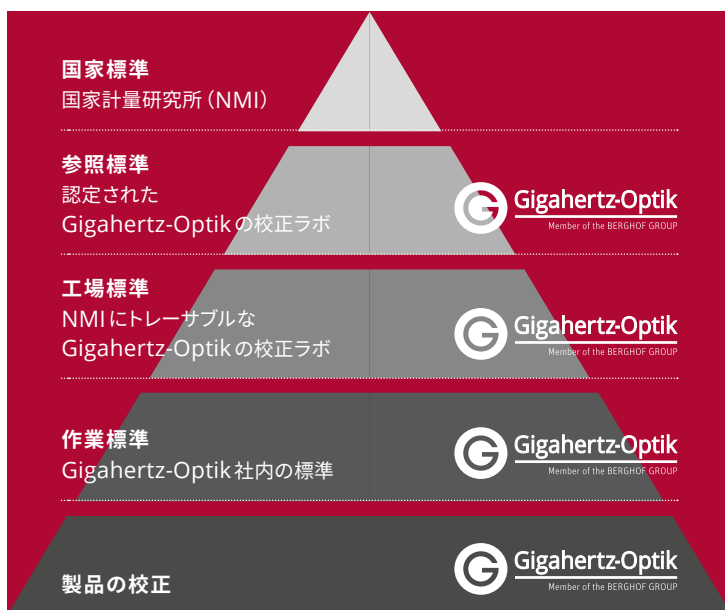 国家標準
国家計量研究所（NMI）
参照標準
認定された
Gigahertz-Optikの校正ラボ
Gigahertz-Optik
Member of the BERGHOF GROUP
工場標準
NMIにトレーサブルな
Gigahertz-Optikの校正ラボ
Gigahertz-Optik
Member of the BERGHOF GROUP
作業標準
Gigahertz-Optik社内の標準
Gigahertz-Optik
Member of the BERGHOF GROUP
製品の校正
Gigahertz-Optik
Member of the BERGHOF GROUP